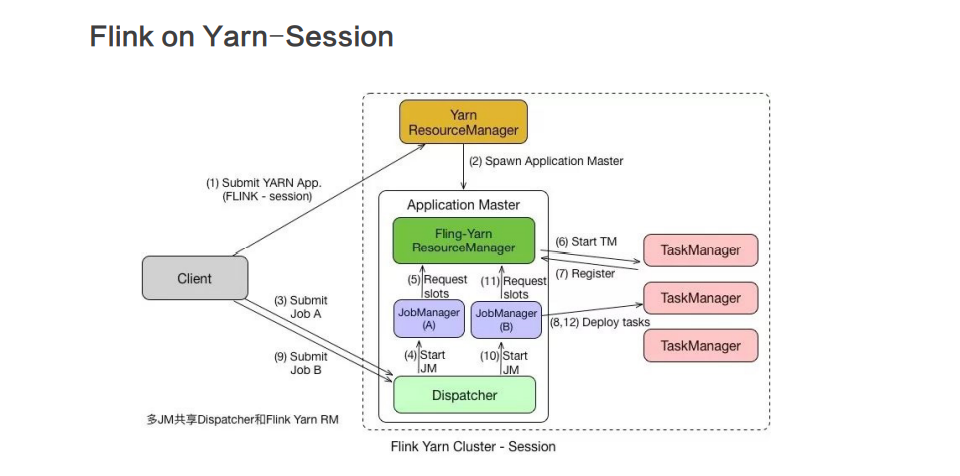 Flink on Yarn-Session
Yarn
ResourceManager
(2) Spawn Application Master
(1) Submit YARN App.
(FLINK - session)
Application Master
Fling-Yarn
ResourceManager
(6) Start TM
TaskManager
(7) Register
Client
(5) Request
slots
(11) Request
slots
(3) Submit
Job A
JobManager
(A)
JobManager
(B)
TaskManager
(8,12) Deploy tasks
TaskManager
(4) Start
JM
(10) Start
JM
(9) Submit
Job B
Dispatcher
多JM共享Dispatcher和Flink Yarn RM
Flink Yarn Cluster - Session